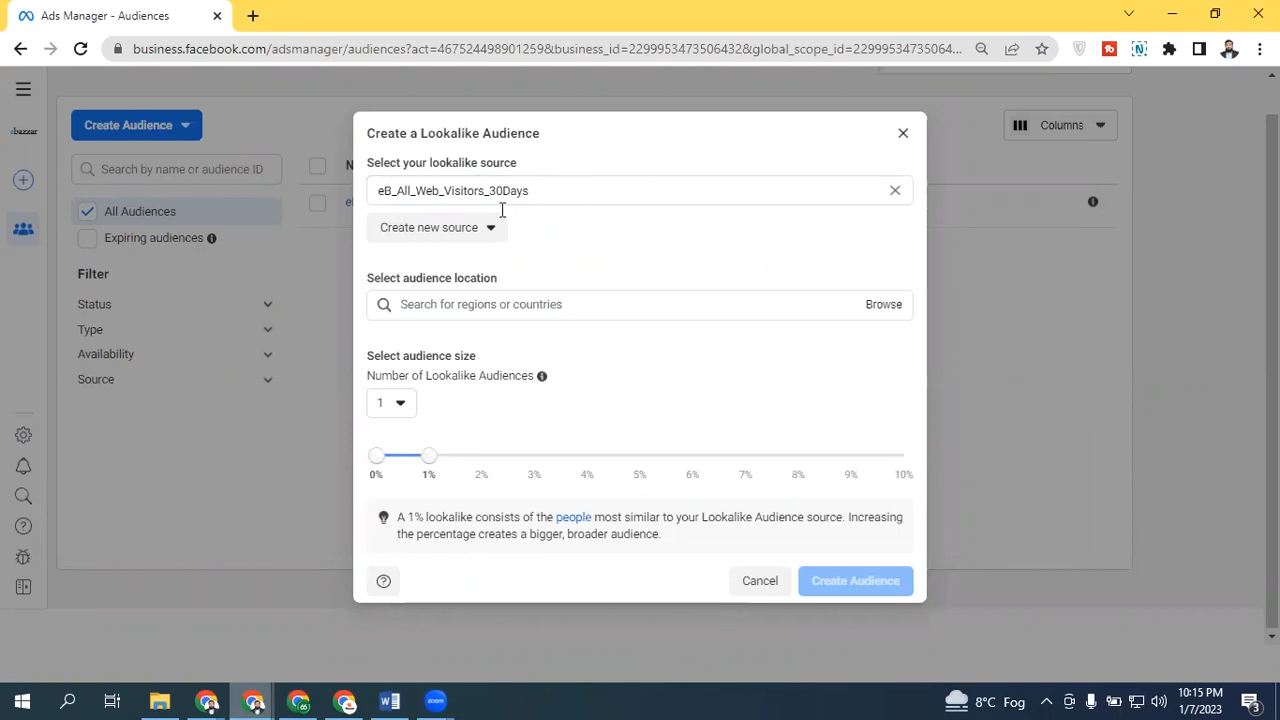 Ads Manager - Audiences
business.facebook.com/adsmanager/audiences?act=467524498901259&business_id=2299953473506432&global_scope_id=22999534735064...
Create a Lookalike Audience
Create Audience
Columns
Select your lookalike source
Search by name or audience ID
N
eB_All_Web_Visitors_30Days
All Audiences
Create new source
Expiring audiences
Filter
Select audience location
Status
Search for regions or countries
Browse
Type
Availability
Select audience size
Source
Number of Lookalike Audiences
1
0% 1% 2% 3% 4% 5% 6% 7% 8% 9% 10%
A 1% lookalike consists of the people most similar to your Lookalike Audience source. Increasing
the percentage creates a bigger, broader audience.
Cancel
Create Audience
8°C Fog
10:15 PM
1/7/2023
3
zoom